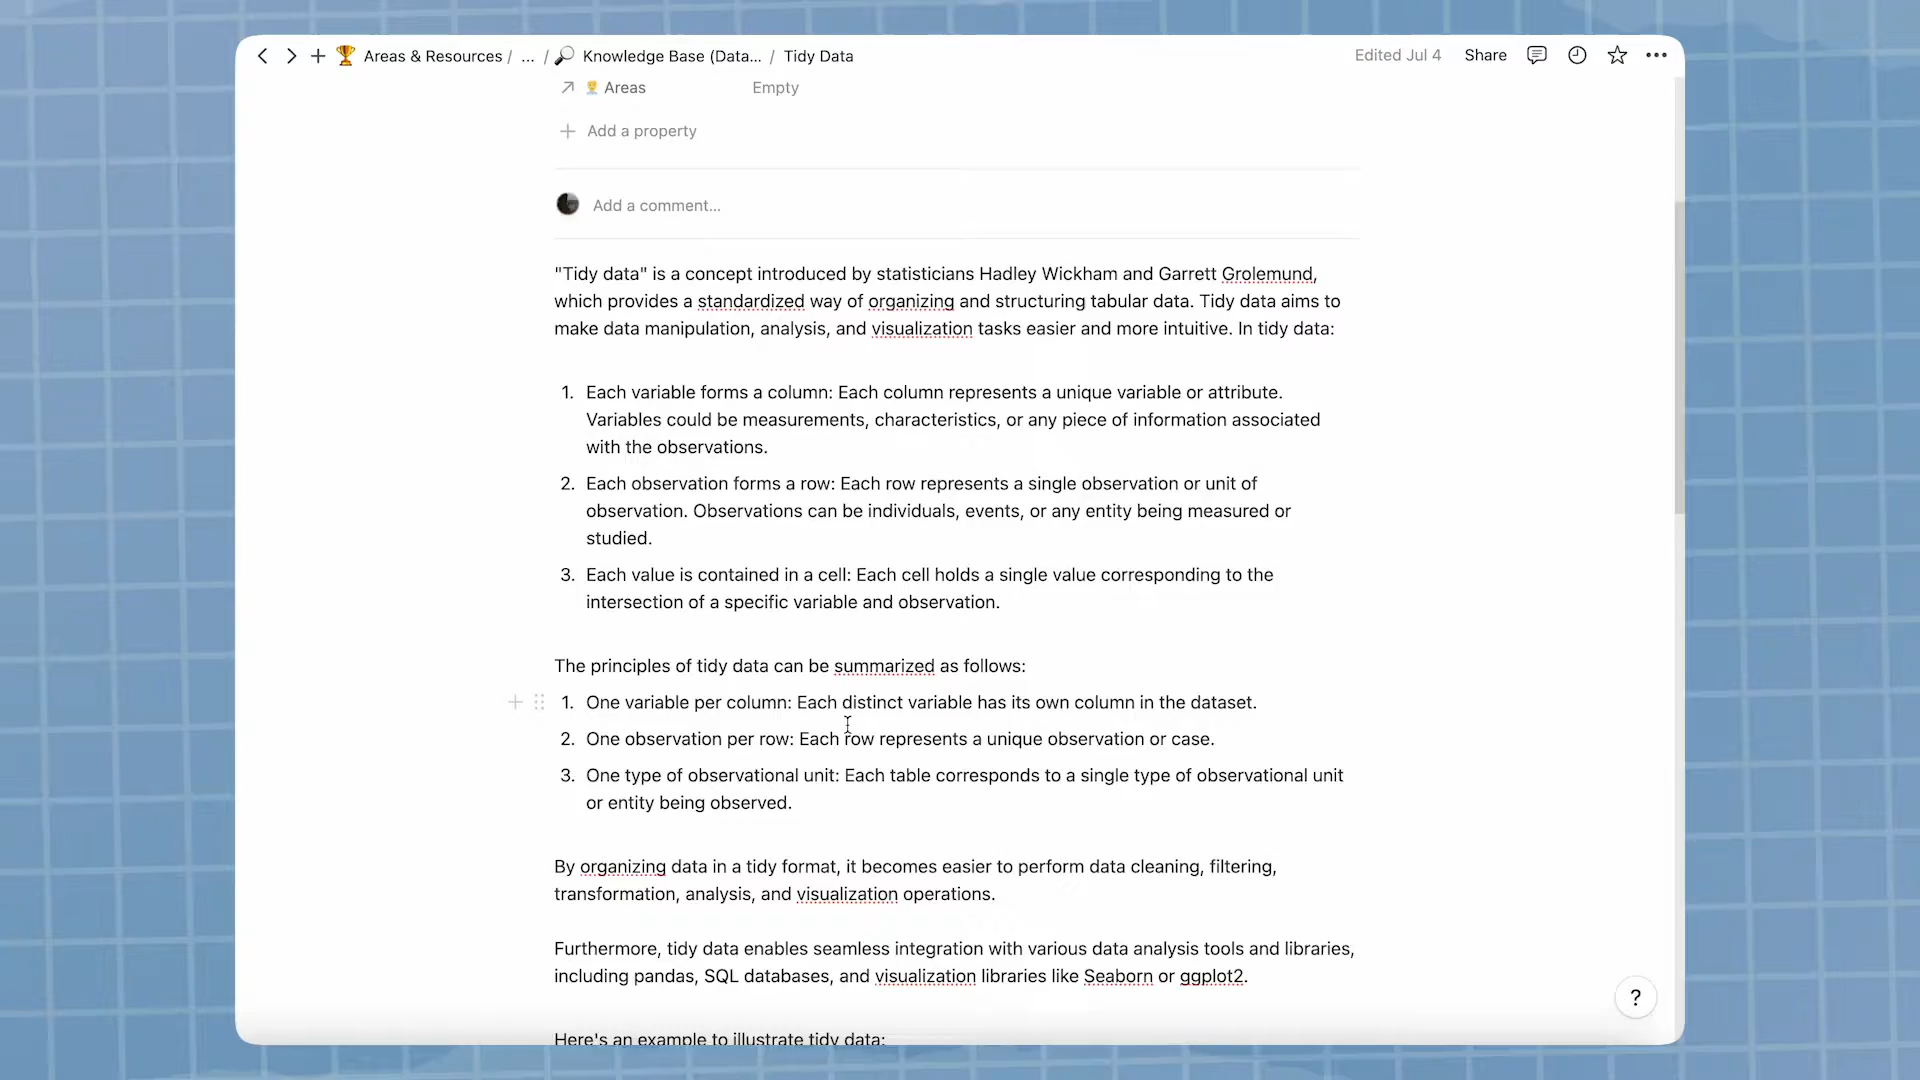 Areas & Resources / ... / Knowledge Base (Data... / Tidy Data
Edited Jul 4 Share
Areas Empty
Add a property
Add a comment...
"Tidy data" is a concept introduced by statisticians Hadley Wickham and Garrett Grolemund,
which provides a standardized way of organizing and structuring tabular data. Tidy data aims to
make data manipulation, analysis, and visualization tasks easier and more intuitive. In tidy data:
1. Each variable forms a column: Each column represents a unique variable or attribute.
Variables could be measurements, characteristics, or any piece of information associated
with the observations.
2. Each observation forms a row: Each row represents a single observation or unit of
observation. Observations can be individuals, events, or any entity being measured or
studied.
3. Each value is contained in a cell: Each cell holds a single value corresponding to the
intersection of a specific variable and observation.
The principles of tidy data can be summarized as follows:
1. One variable per column: Each distinct variable has its own column in the dataset.
2. One observation per row: Each row represents a unique observation or case.
3. One type of observational unit: Each table corresponds to a single type of observational unit
or entity being observed.
By organizing data in a tidy format, it becomes easier to perform data cleaning, filtering,
transformation, analysis, and visualization operations.
Furthermore, tidy data enables seamless integration with various data analysis tools and libraries,
including pandas, SQL databases, and visualization libraries like Seaborn or ggplot2.
?
Here's an example to illustrate tidy data: